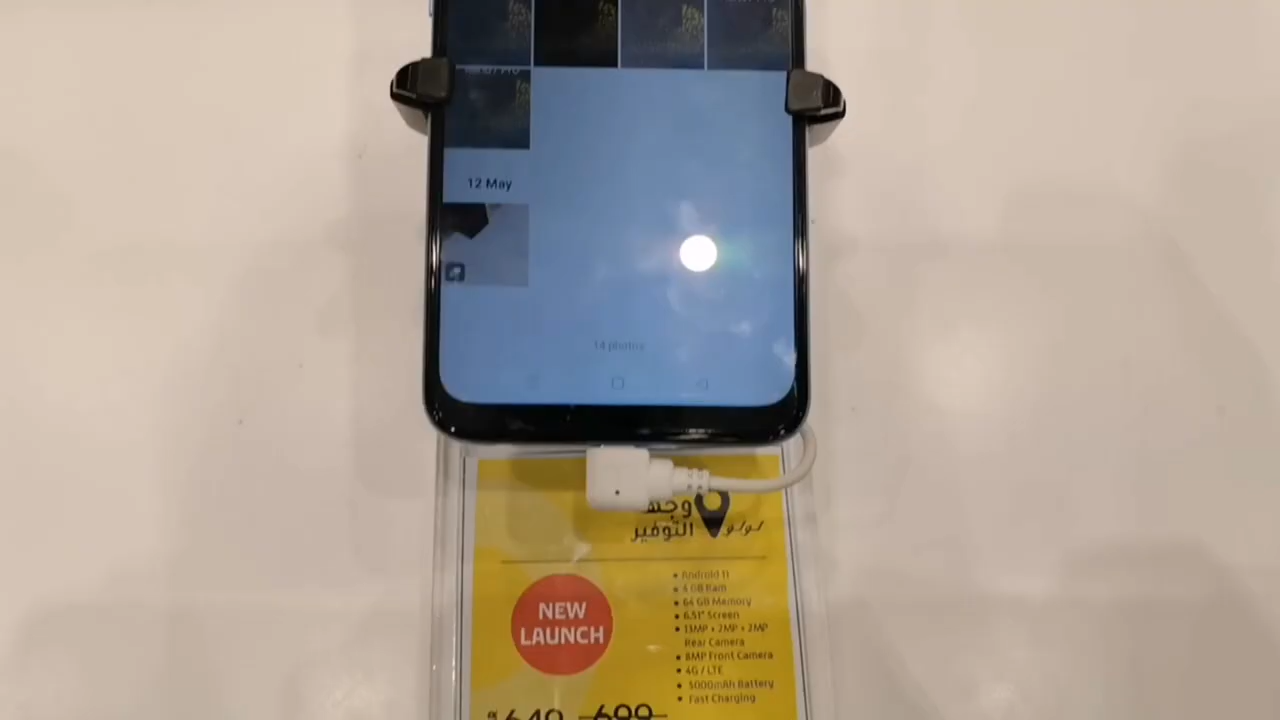 12 May
14 photos
وجهة
التوفير
لولو
NEW
LAUNCH
• Android 11
• 4 GB Ram
• 64 GB Memory
• 6.51" Screen
• 13MP + 2MP + 2MP
Rear Camera
• 8MP Front Camera
• 4G / LTE
• 5000mAh Battery
• Fast Charging
649 699